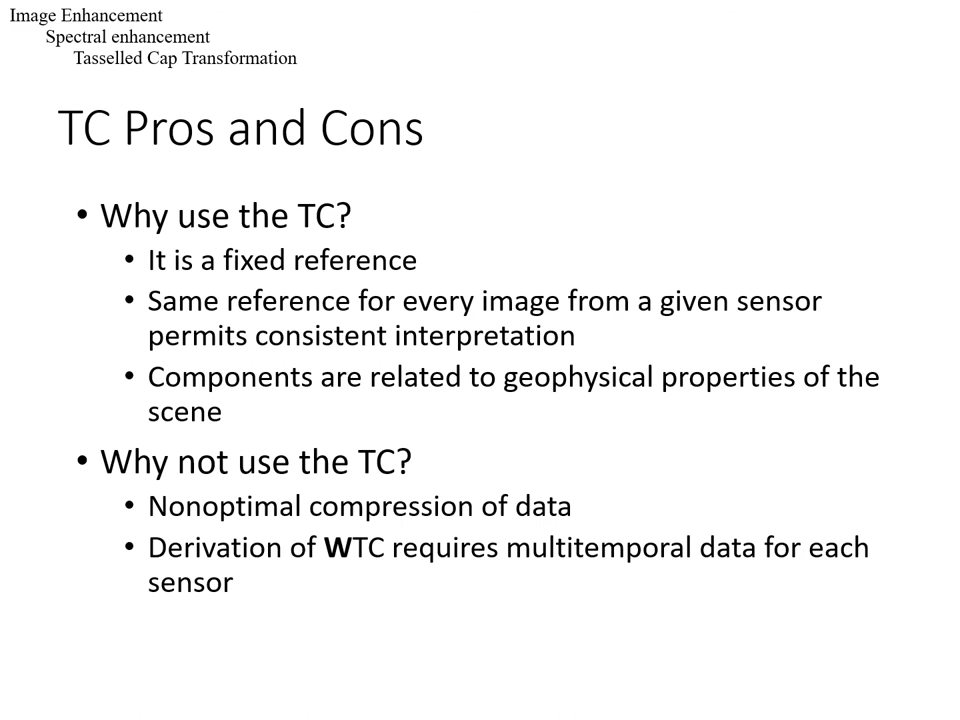 Image Enhancement
Spectral enhancement
Tasselled Cap Transformation
TC Pros and Cons
• Why use the TC?
• It is a fixed reference
• Same reference for every image from a given sensor
permits consistent interpretation
• Components are related to geophysical properties of the
scene
• Why not use the TC?
• Nonoptimal compression of data
• Derivation of WTC requires multitemporal data for each
sensor